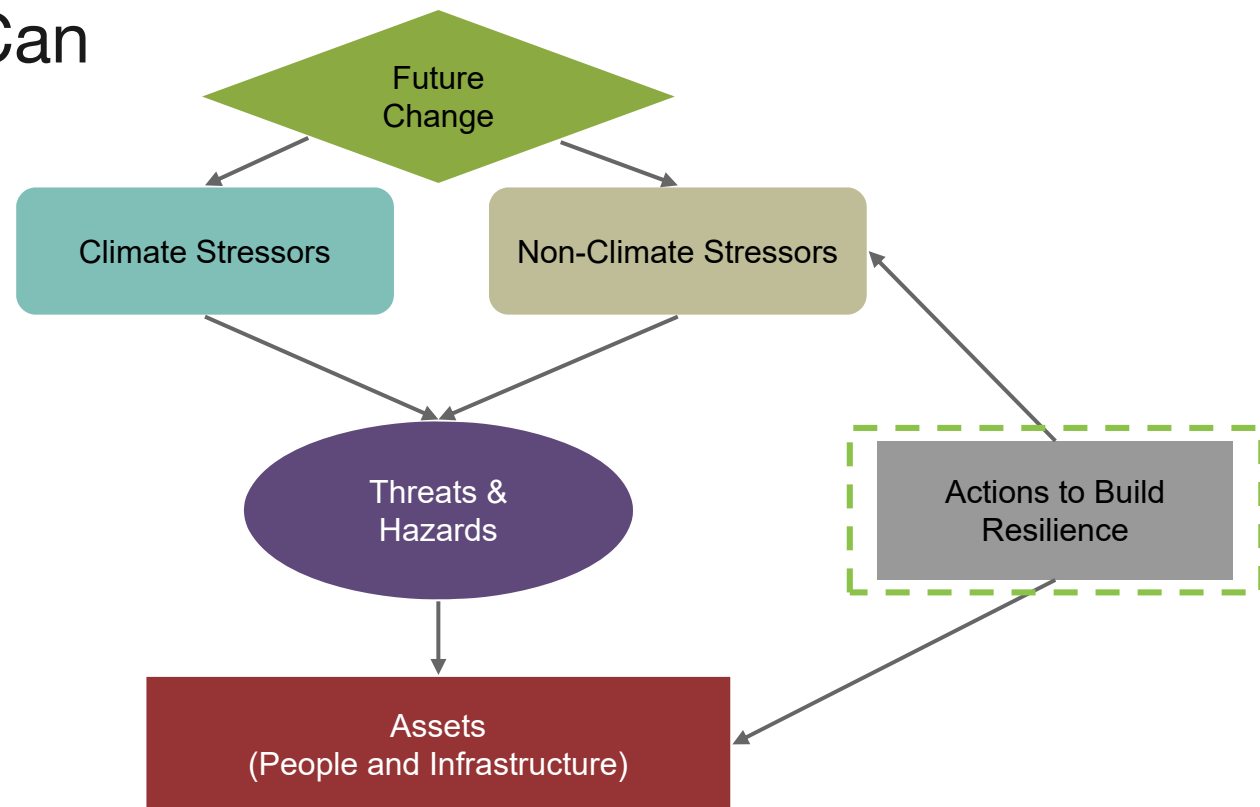 Can
Future
Change
Climate Stressors
Non-Climate Stressors
Threats &
Hazards
Actions to Build
Resilience
Assets
(People and Infrastructure)